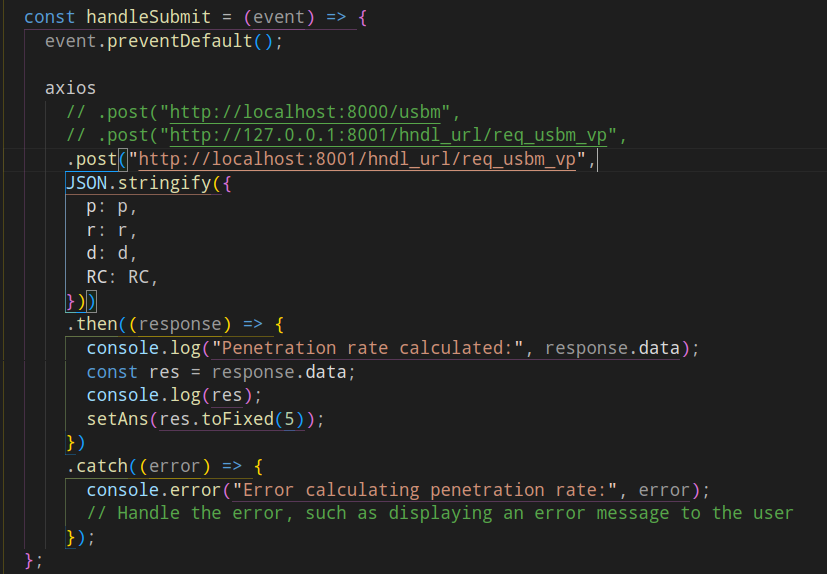 const handleSubmit = (event) => {
  event.preventDefault();

  axios
    // .post("http://localhost:8000/usbm",
    // .post("http://127.0.0.1:8001/hndl_url/req_usbm_vp",
    .post("http://localhost:8001/hndl_url/req_usbm_vp",
    JSON.stringify({
      p: p,
      r: r,
      d: d,
      RC: RC,
    }))
    .then((response) => {
      console.log("Penetration rate calculated:", response.data);
      const res = response.data;
      console.log(res);
      setAns(res.toFixed(5));
    })
    .catch((error) => {
      console.error("Error calculating penetration rate:", error);
      // Handle the error, such as displaying an error message to the user
    });
};